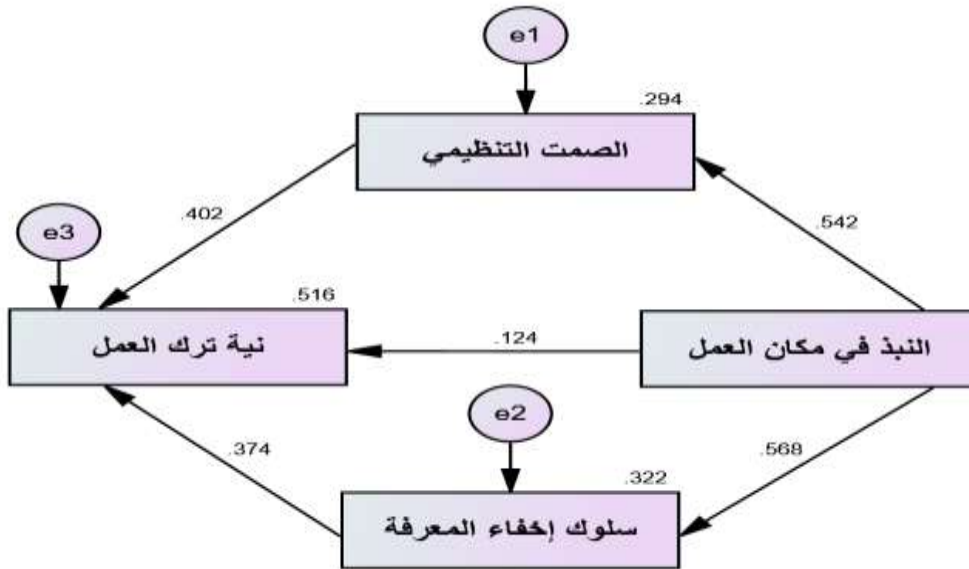 e1
.294
الصمت التنظيمي
.402
.542
e3
.516
نية ترك العمل
.124
النبذ في مكان العمل
e2
.374
.568
.322
سلوك إخفاء المعرفة